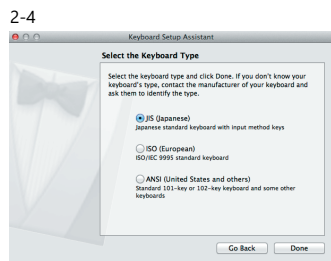 2-4
Keyboard Setup Assistant
Select the Keyboard Type
Select the keyboard type and click Done. If you don't know your
keyboard's type, contact the manufacturer of your keyboard and
ask them to identify the type.
JIS (Japanese)
Japanese standard keyboard with input method keys
ISO (European)
ISO/IEC 9995 standard keyboard
ANSI (United States and others)
Standard 101-key or 102-key keyboard and some other
keyboards
Go Back
Done